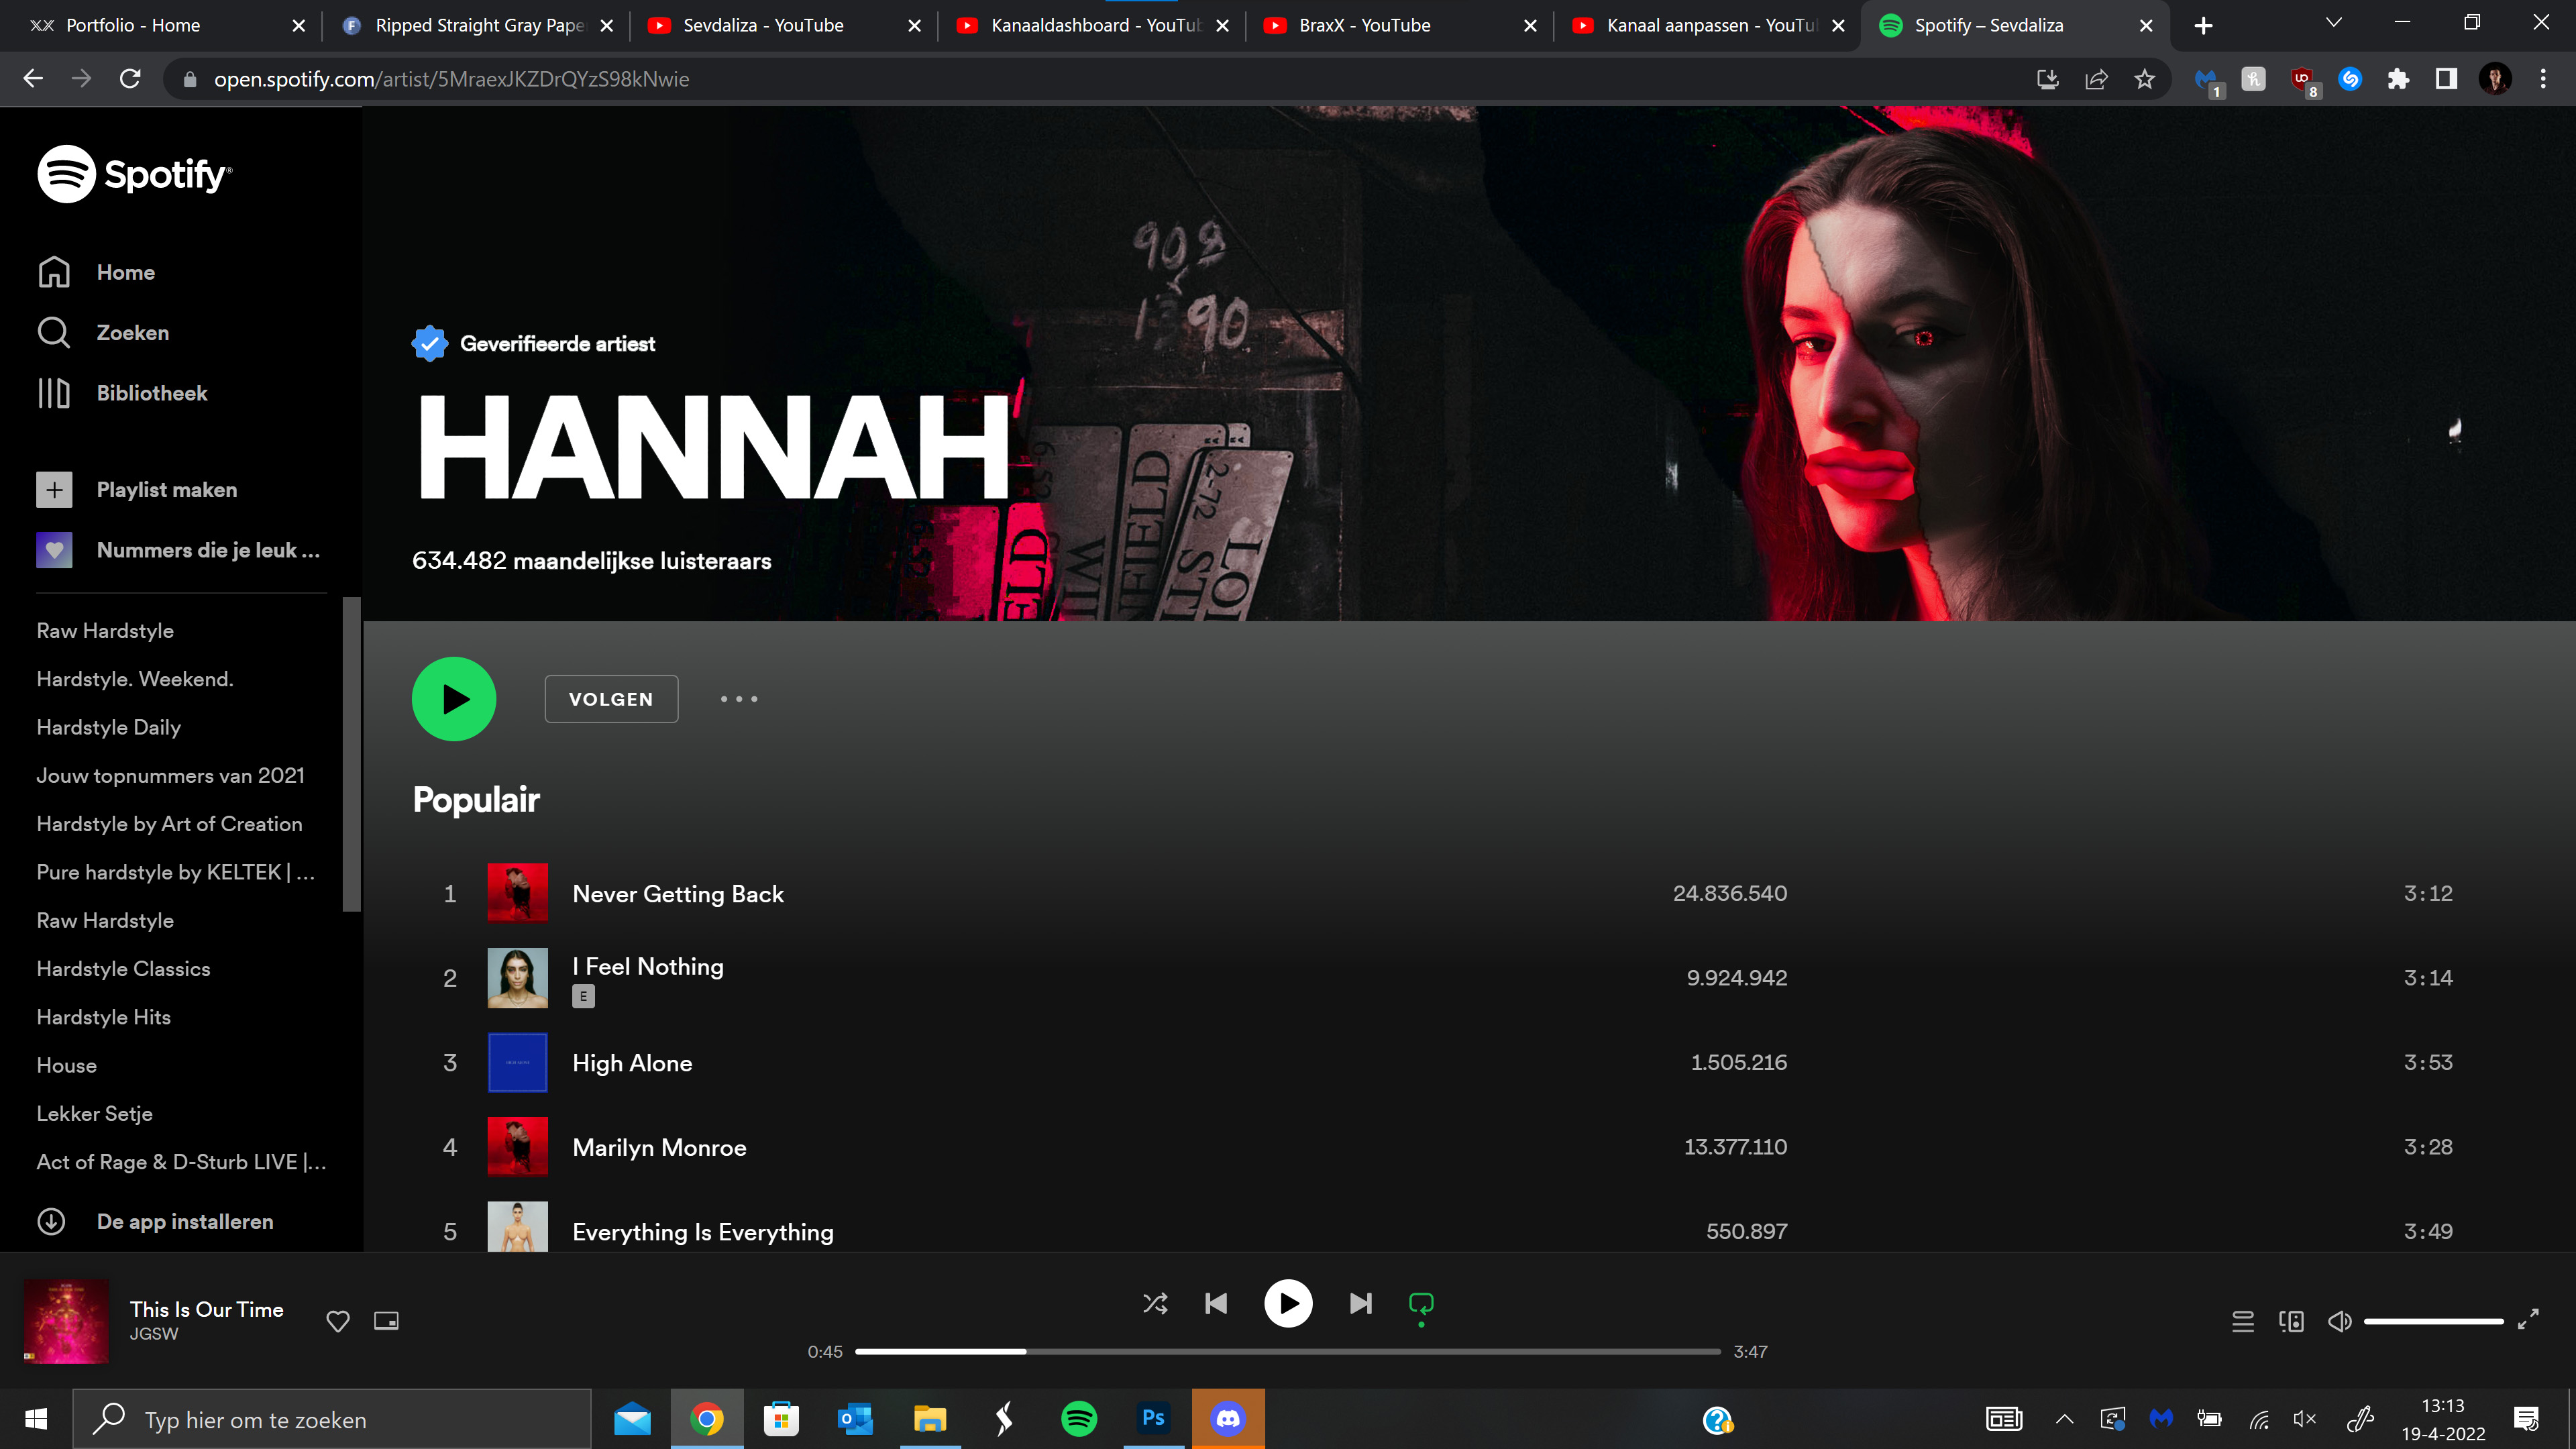 Portfolio - Home
Ripped Straight Gray Pape
Sevdaliza - YouTube
Kanaaldashboard - YouTub
BraxX - YouTube
Kanaal aanpassen - YouTu
Spotify – Sevdaliza
open.spotify.com/artist/5MraexJKZDrQYzS98kNwie
1
8
Spotify®
Home
Zoeken
Bibliotheek
Playlist maken
Nummers die je leuk ...
Raw Hardstyle
Hardstyle. Weekend.
Hardstyle Daily
Jouw topnummers van 2021
Hardstyle by Art of Creation
Pure hardstyle by KELTEK | ...
Raw Hardstyle
Hardstyle Classics
Hardstyle Hits
House
Lekker Setje
Act of Rage & D-Sturb LIVE |...
De app installeren
Geverifieerde artiest
HANNAH
634.482 maandelijkse luisteraars
VOLGEN
Populair
1 Never Getting Back 24.836.540 3:12
2 I Feel Nothing 9.924.942 3:14
E
3 High Alone 1.505.216 3:53
4 Marilyn Monroe 13.377.110 3:28
5 Everything Is Everything 550.897 3:49
This Is Our Time
JGSW
0:45
3:47
Typ hier om te zoeken
Ps
13:13
19-4-2022